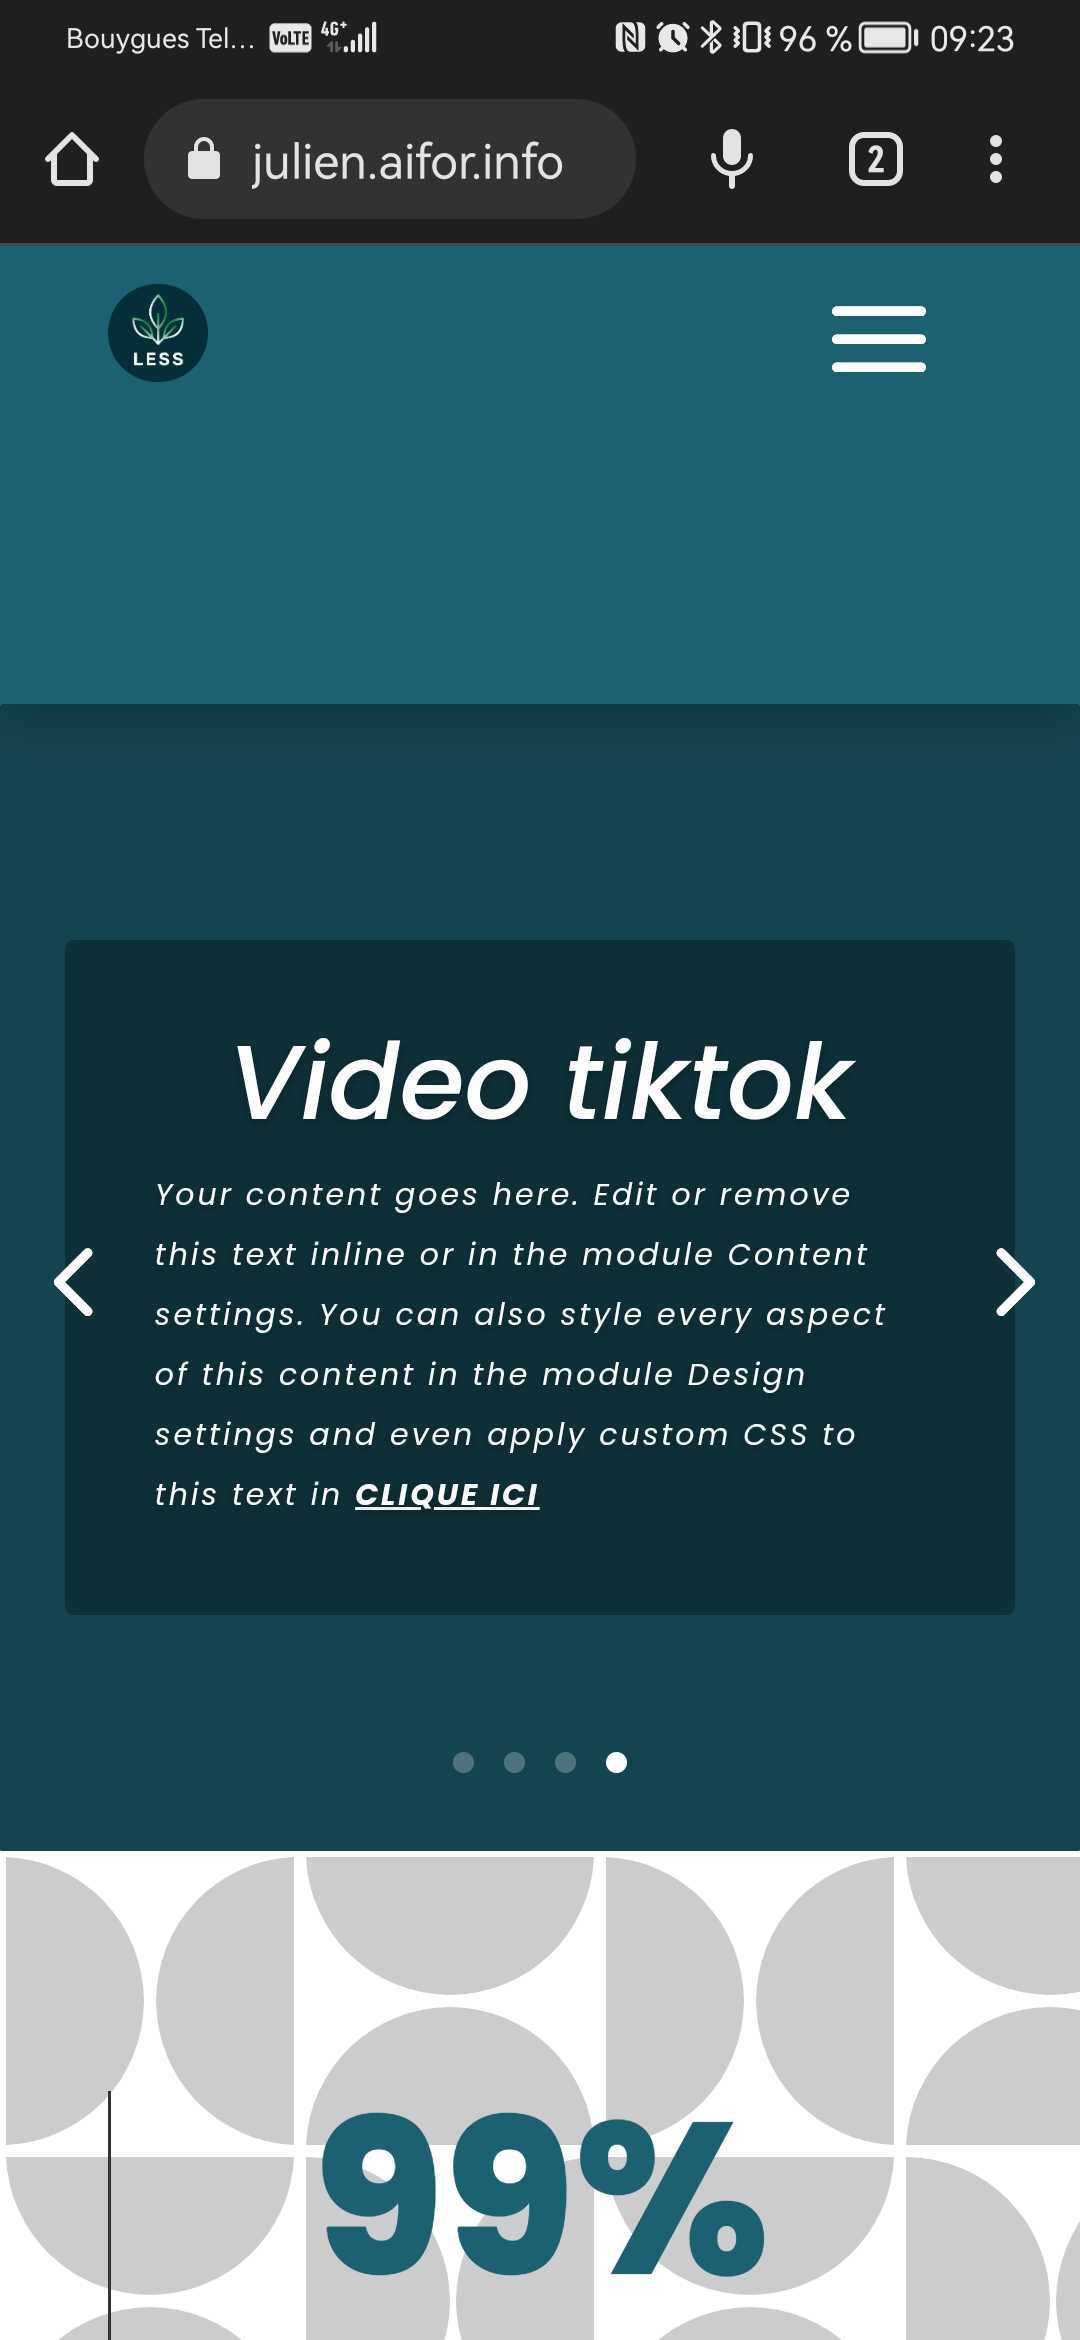 Bouygues Tel... VoLTE 4G+ 96 % 09:23
julien.aifor.info 2
LESS
Video tiktok
Your content goes here. Edit or remove
this text inline or in the module Content
settings. You can also style every aspect
of this content in the module Design
settings and even apply custom CSS to
this text in CLIQUE ICI
99%